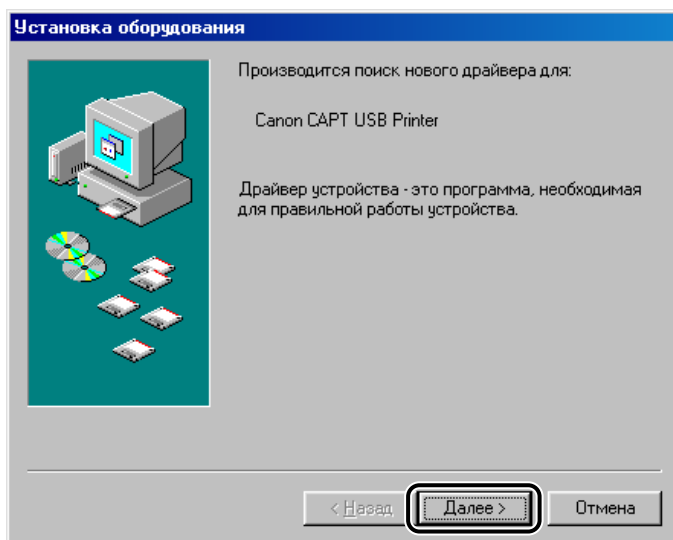 Установка оборудования
Производится поиск нового драйвера для:
Canon CAPT USB Printer
Драйвер устройства - это программа, необходимая
для правильной работы устройства.
< Назад
Далее >
Отмена